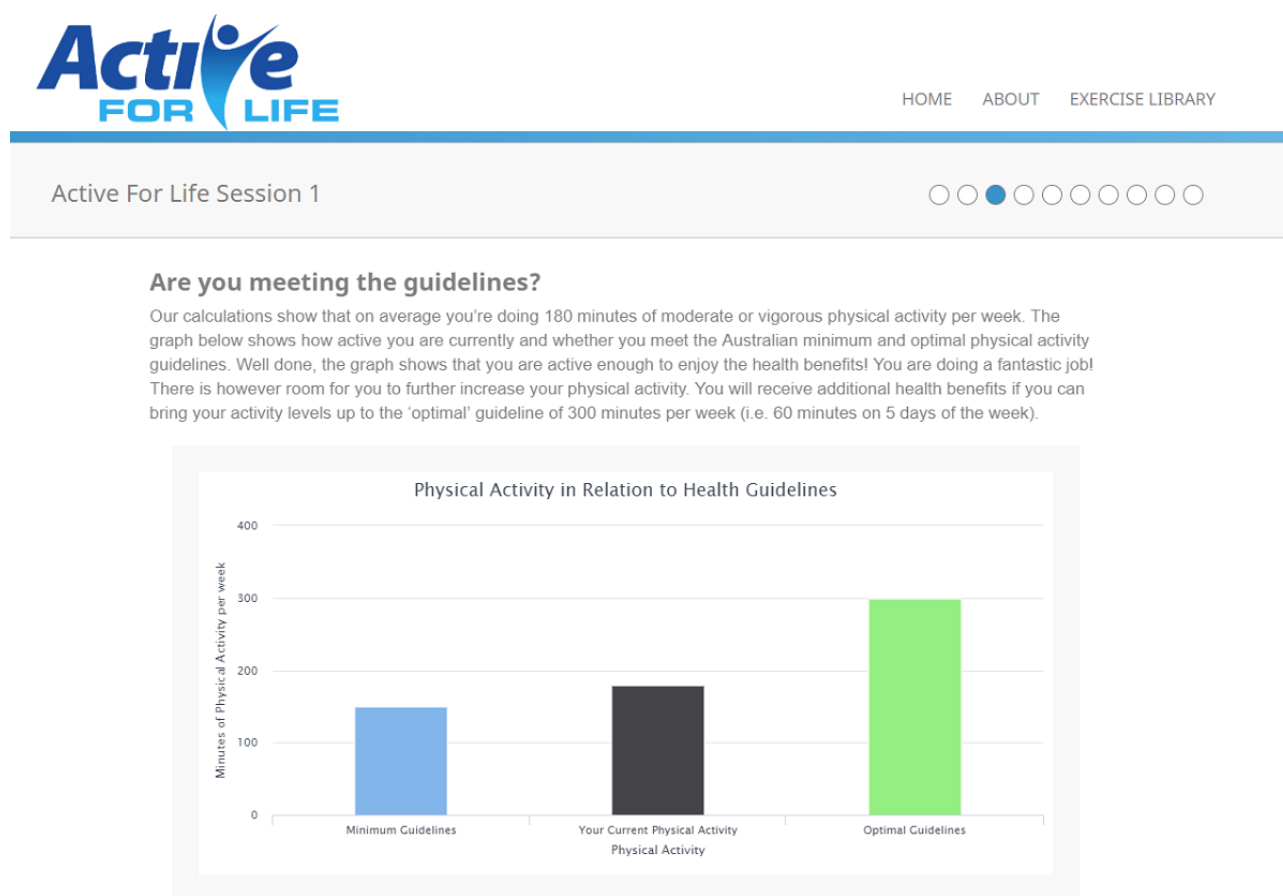 Active
FOR LIFE
HOME ABOUT EXERCISE LIBRARY
Active For Life Session 1
Are you meeting the guidelines?
Our calculations show that on average you’re doing 180 minutes of moderate or vigorous physical activity per week. The
graph below shows how active you are currently and whether you meet the Australian minimum and optimal physical activity
guidelines. Well done, the graph shows that you are active enough to enjoy the health benefits! You are doing a fantastic job!
There is however room for you to further increase your physical activity. You will receive additional health benefits if you can
bring your activity levels up to the ‘optimal’ guideline of 300 minutes per week (i.e. 60 minutes on 5 days of the week).
Physical Activity in Relation to Health Guidelines
Minutes of Physical Activity per week
400
300
200
100
0
Minimum Guidelines Your Current Physical Activity Optimal Guidelines
Physical Activity